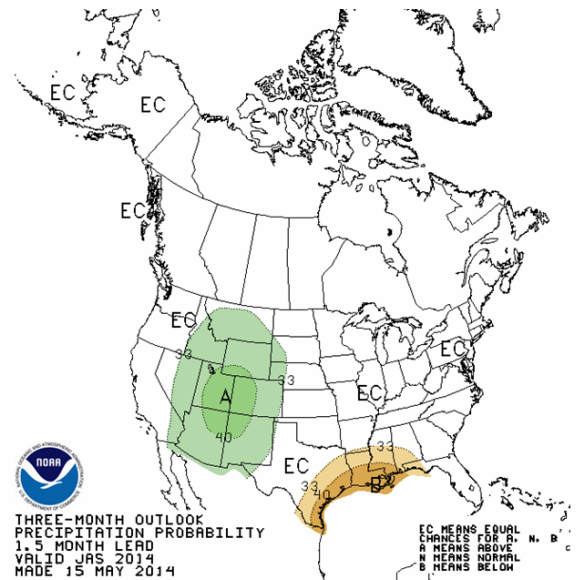 EC
EC
EC
EC
EC
33
33
A
EC
40
EC
33
33
40
B
NOAA
THREE-MONTH OUTLOOK
PRECIPITATION PROBABILITY
1.5 MONTH LEAD
VALID JAS 2014
MADE 15 MAY 2014
EC MEANS EQUAL
CHANCES FOR A, N, B
A MEANS ABOVE
N MEANS NORMAL
B MEANS BELOW